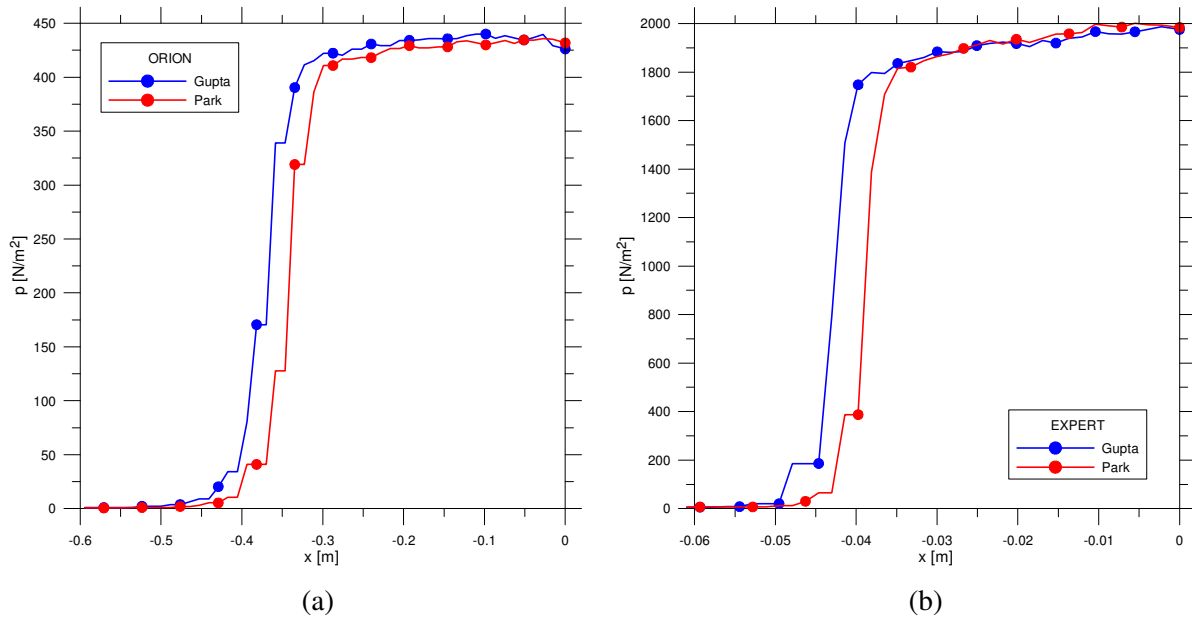 450
400
350
300
250
200
150
100
50
0
p [N/m²]
-0.6
-0.5
-0.4
-0.3
-0.2
-0.1
0
x [m]
ORION
Gupta
Park
(a)
2000
1800
1600
1400
1200
1000
800
600
400
200
0
p [N/m²]
-0.06
-0.05
-0.04
-0.03
-0.02
-0.01
0
x [m]
EXPERT
Gupta
Park
(b)